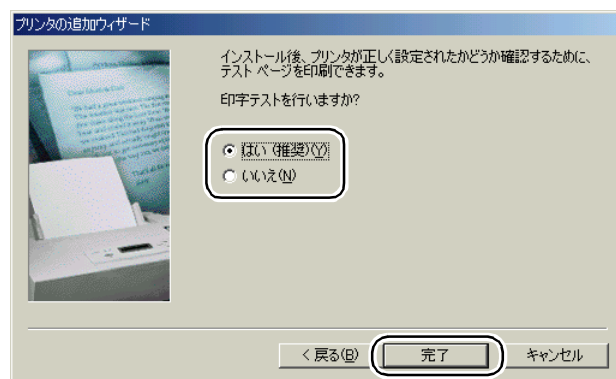 プリンタの追加ウィザード
インストール後、プリンタが正しく設定されたかどうか確認するために、
テスト ページを印刷できます。
印字テストを行いますか?
はい (推奨)(Y)
いいえ(N)
< 戻る(B)
完了
キャンセル